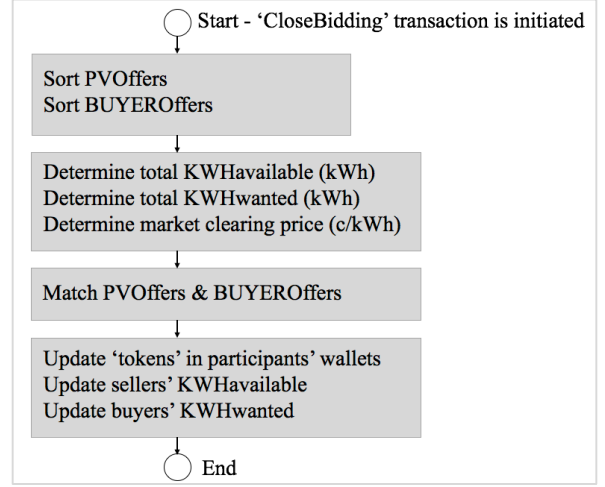 Start - ‘CloseBidding’ transaction is initiated
Sort PVOffers
Sort BUYEROffers
Determine total KWHavailable (kWh)
Determine total KWHwanted (kWh)
Determine market clearing price (c/kWh)
Match PVOffers & BUYEROffers
Update ‘tokens’ in participants’ wallets
Update sellers’ KWHavailable
Update buyers’ KWHwanted
End